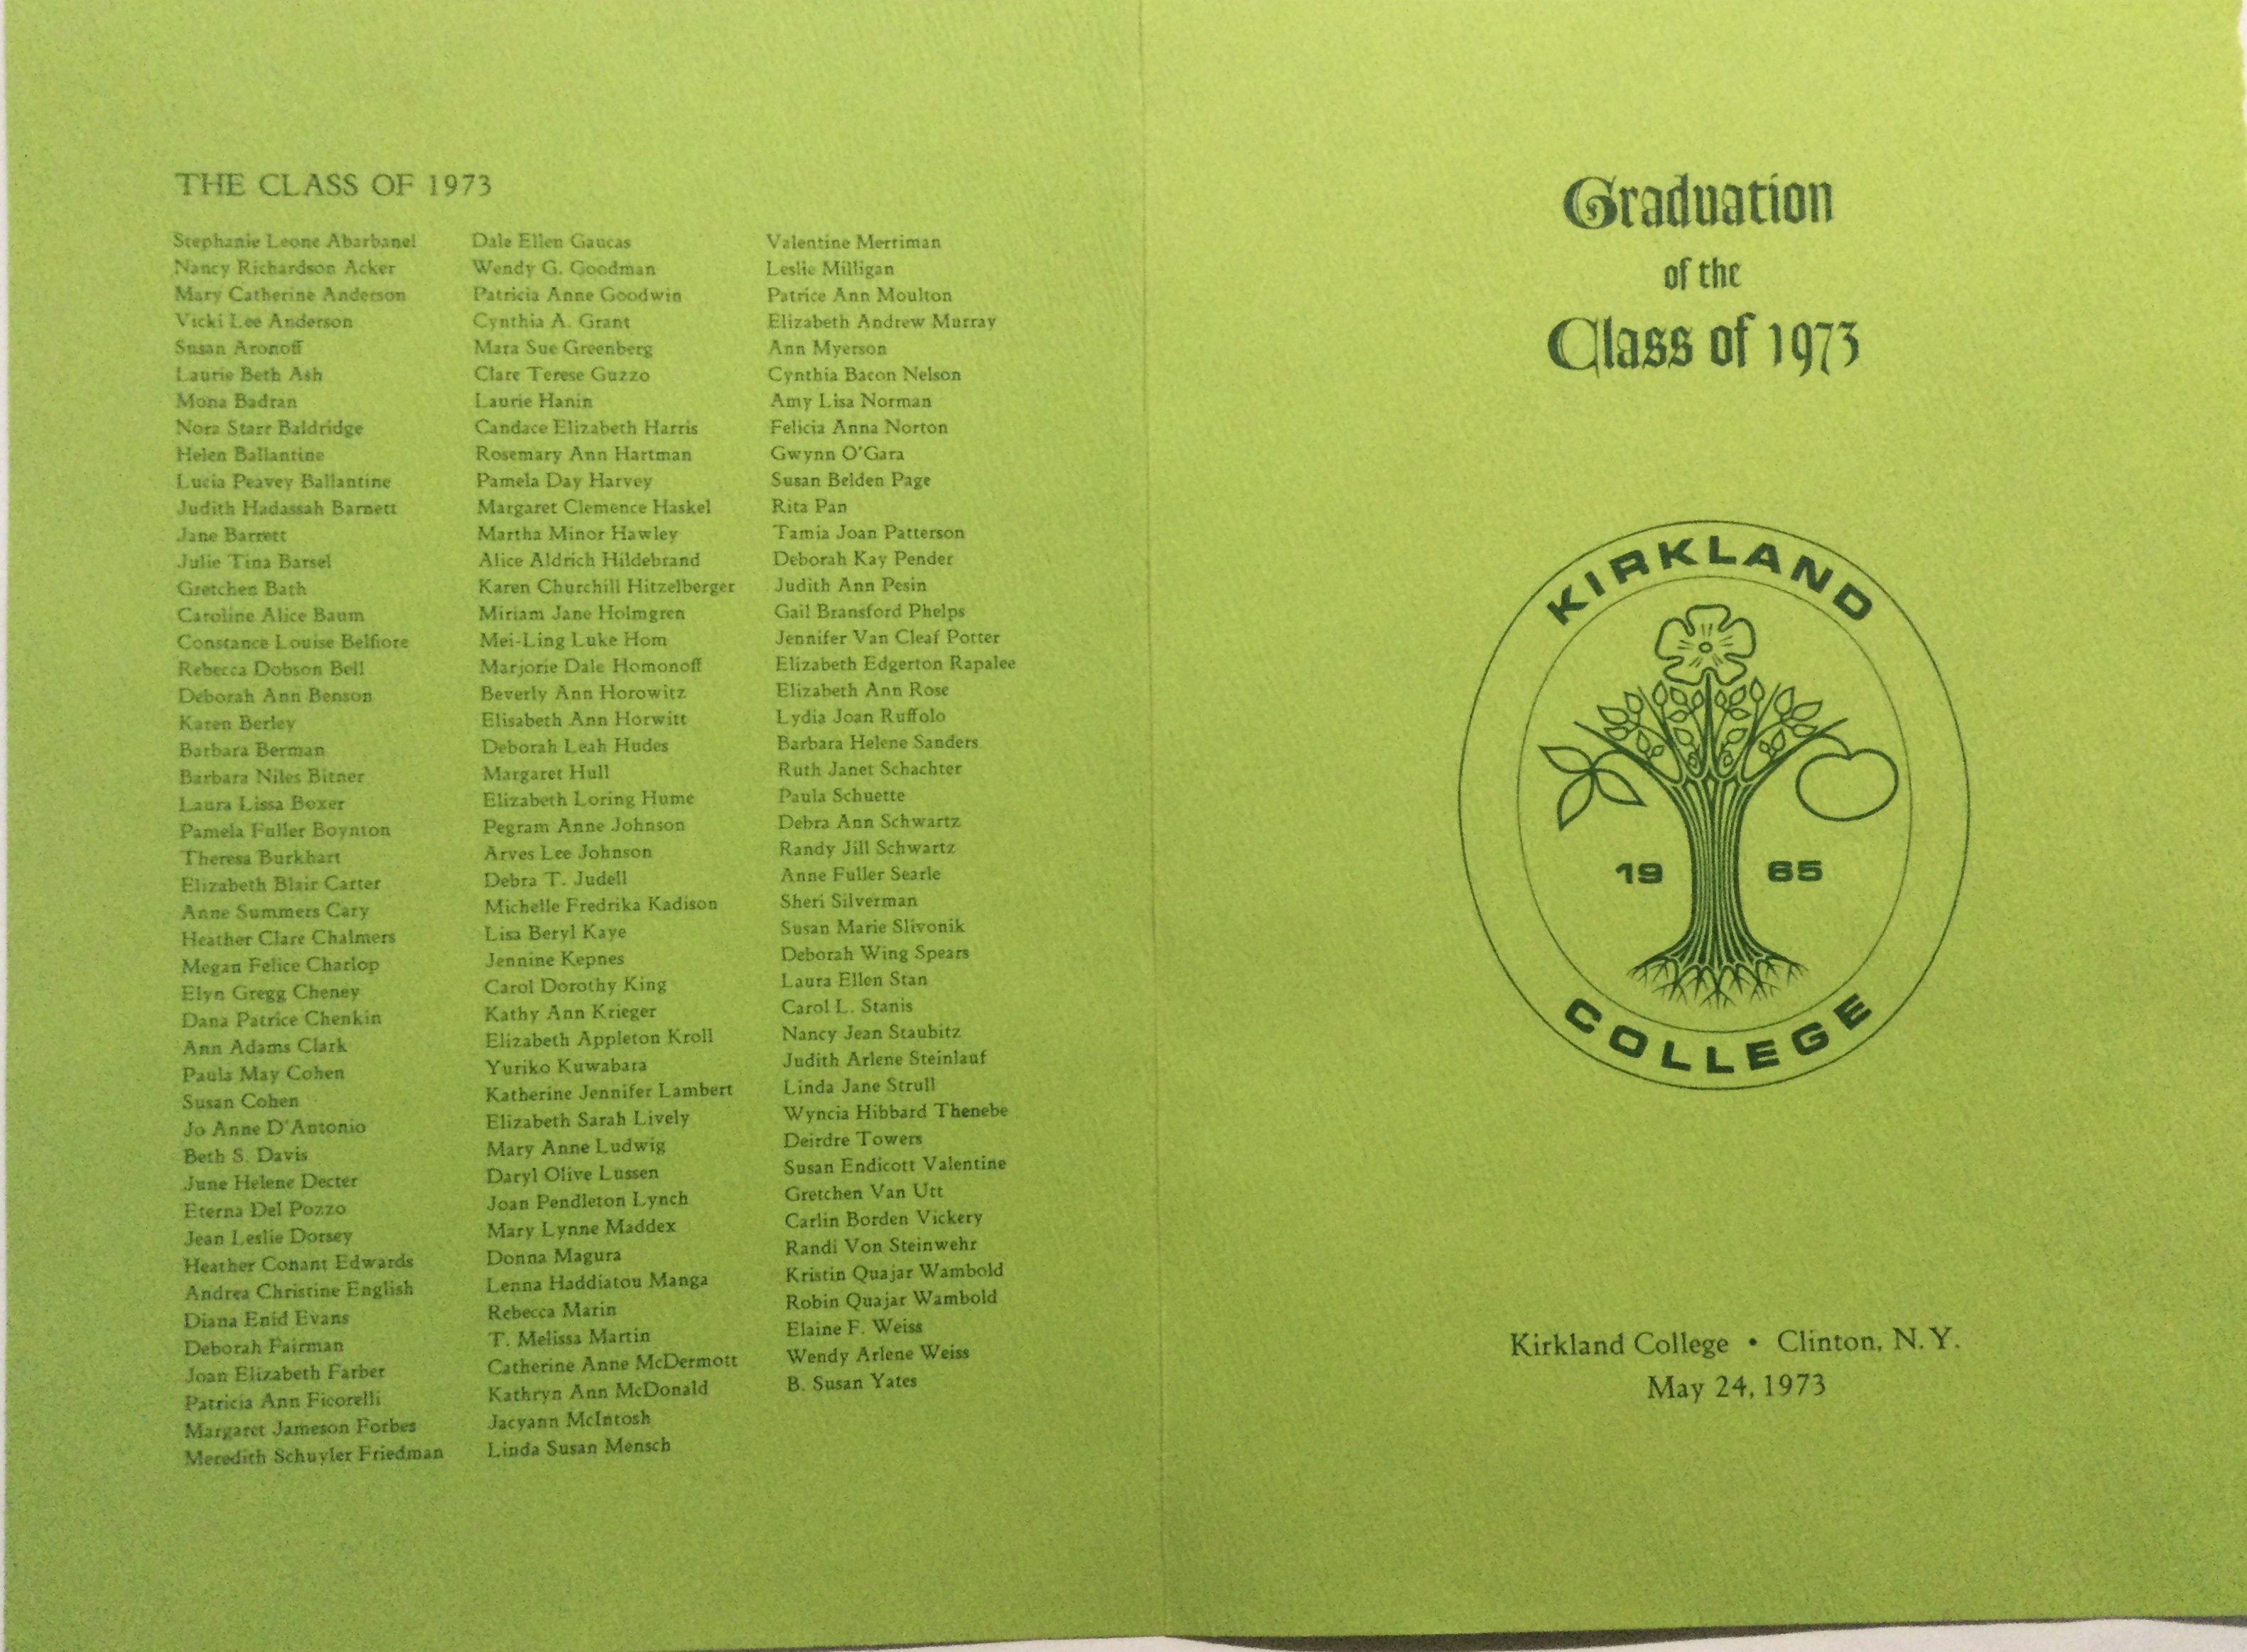 THE CLASS OF 1973
Stephanie Leone Abarbanel
Nancy Richardson Acker
Mary Catherine Anderson
Vicki Lee Anderson
Susan Aronoff
Laurie Beth Ash
Mona Badran
Nora Starr Baldridge
Helen Ballantine
Lucia Peavey Ballantine
Judith Hadassah Barnett
Jane Barrett
Julie Tina Barsel
Gretchen Bath
Caroline Alice Baum
Constance Louise Belfiore
Rebecca Dobson Bell
Deborah Ann Benson
Karen Berley
Barbara Berman
Barbara Niles Bitner
Laura Lissa Boxer
Pamela Fuller Boynton
Theresa Burkhart
Elizabeth Blair Carter
Anne Summers Cary
Heather Clare Chalmers
Megan Felice Charlop
Elyn Gregg Cheney
Dana Patrice Chenkin
Ann Adams Clark
Paula May Cohen
Susan Cohen
Jo Anne D'Antonio
Beth S. Davis
June Helene Decter
Eterna Del Pozzo
Jean Leslie Dorsey
Heather Conant Edwards
Andrea Christine English
Diana Enid Evans
Deborah Fairman
Joan Elizabeth Farber
Patricia Ann Ficorelli
Margaret Jameson Forbes
Meredith Schuyler Friedman
Dale Ellen Gaucas
Wendy G. Goodman
Patricia Anne Goodwin
Cynthia A. Grant
Mara Sue Greenberg
Clare Terese Guzzo
Laurie Hanin
Candace Elizabeth Harris
Rosemary Ann Hartman
Pamela Day Harvey
Margaret Clemence Haskel
Martha Minor Hawley
Alice Aldrich Hildebrand
Karen Churchill Hitzelberger
Miriam Jane Holmgren
Mei-Ling Luke Hom
Marjorie Dale Homonoff
Beverly Ann Horowitz
Elisabeth Ann Horwitt
Deborah Leah Hudes
Margaret Hull
Elizabeth Loring Hume
Pegram Anne Johnson
Arves Lee Johnson
Debra T. Judell
Michelle Fredrika Kadison
Lisa Beryl Kaye
Jennine Kepnes
Carol Dorothy King
Kathy Ann Krieger
Elizabeth Appleton Kroll
Yuriko Kuwabara
Katherine Jennifer Lambert
Elizabeth Sarah Lively
Mary Anne Ludwig
Daryl Olive Lussen
Joan Pendleton Lynch
Mary Lynne Maddex
Donna Magura
Lenna Haddiatou Manga
Rebecca Marin
T. Melissa Martin
Catherine Anne McDermott
Kathryn Ann McDonald
Jacyann McIntosh
Linda Susan Mensch
Valentine Merriman
Leslie Milligan
Patrice Ann Moulton
Elizabeth Andrew Murray
Ann Myerson
Cynthia Bacon Nelson
Amy Lisa Norman
Felicia Anna Norton
Gwynn O'Gara
Susan Belden Page
Rita Pan
Tamia Joan Patterson
Deborah Kay Pender
Judith Ann Pesin
Gail Bransford Phelps
Jennifer Van Cleaf Potter
Elizabeth Edgerton Rapalee
Elizabeth Ann Rose
Lydia Joan Ruffolo
Barbara Helene Sanders
Ruth Janet Schachter
Paula Schuette
Debra Ann Schwartz
Randy Jill Schwartz
Anne Fuller Searle
Sheri Silverman
Susan Marie Slivonik
Deborah Wing Spears
Laura Ellen Stan
Carol L. Stanis
Nancy Jean Staubitz
Judith Arlene Steinlauf
Linda Jane Strull
Wyncia Hibbard Thenebe
Deirdre Towers
Susan Endicott Valentine
Gretchen Van Utt
Carlin Borden Vickery
Randi Von Steinwehr
Kristin Quajar Wambold
Robin Quajar Wambold
Elaine F. Weiss
Wendy Arlene Weiss
B. Susan Yates
Graduation
of the
Class of 1973
KIRKLAND
19 65
COLLEGE
Kirkland College • Clinton, N.Y.
May 24, 1973